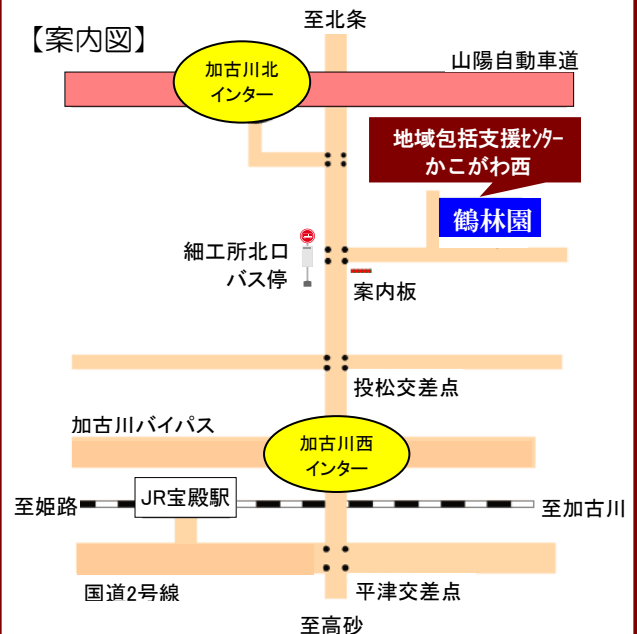 至北条
【案内図】
山陽自動車道
加古川北
インター
地域包括支援ｾﾝﾀｰ
かこがわ西
鶴林園
細工所北口
バス停
案内板
投松交差点
加古川バイパス
加古川西
インター
至姫路
JR宝殿駅
至加古川
国道2号線
平津交差点
至高砂